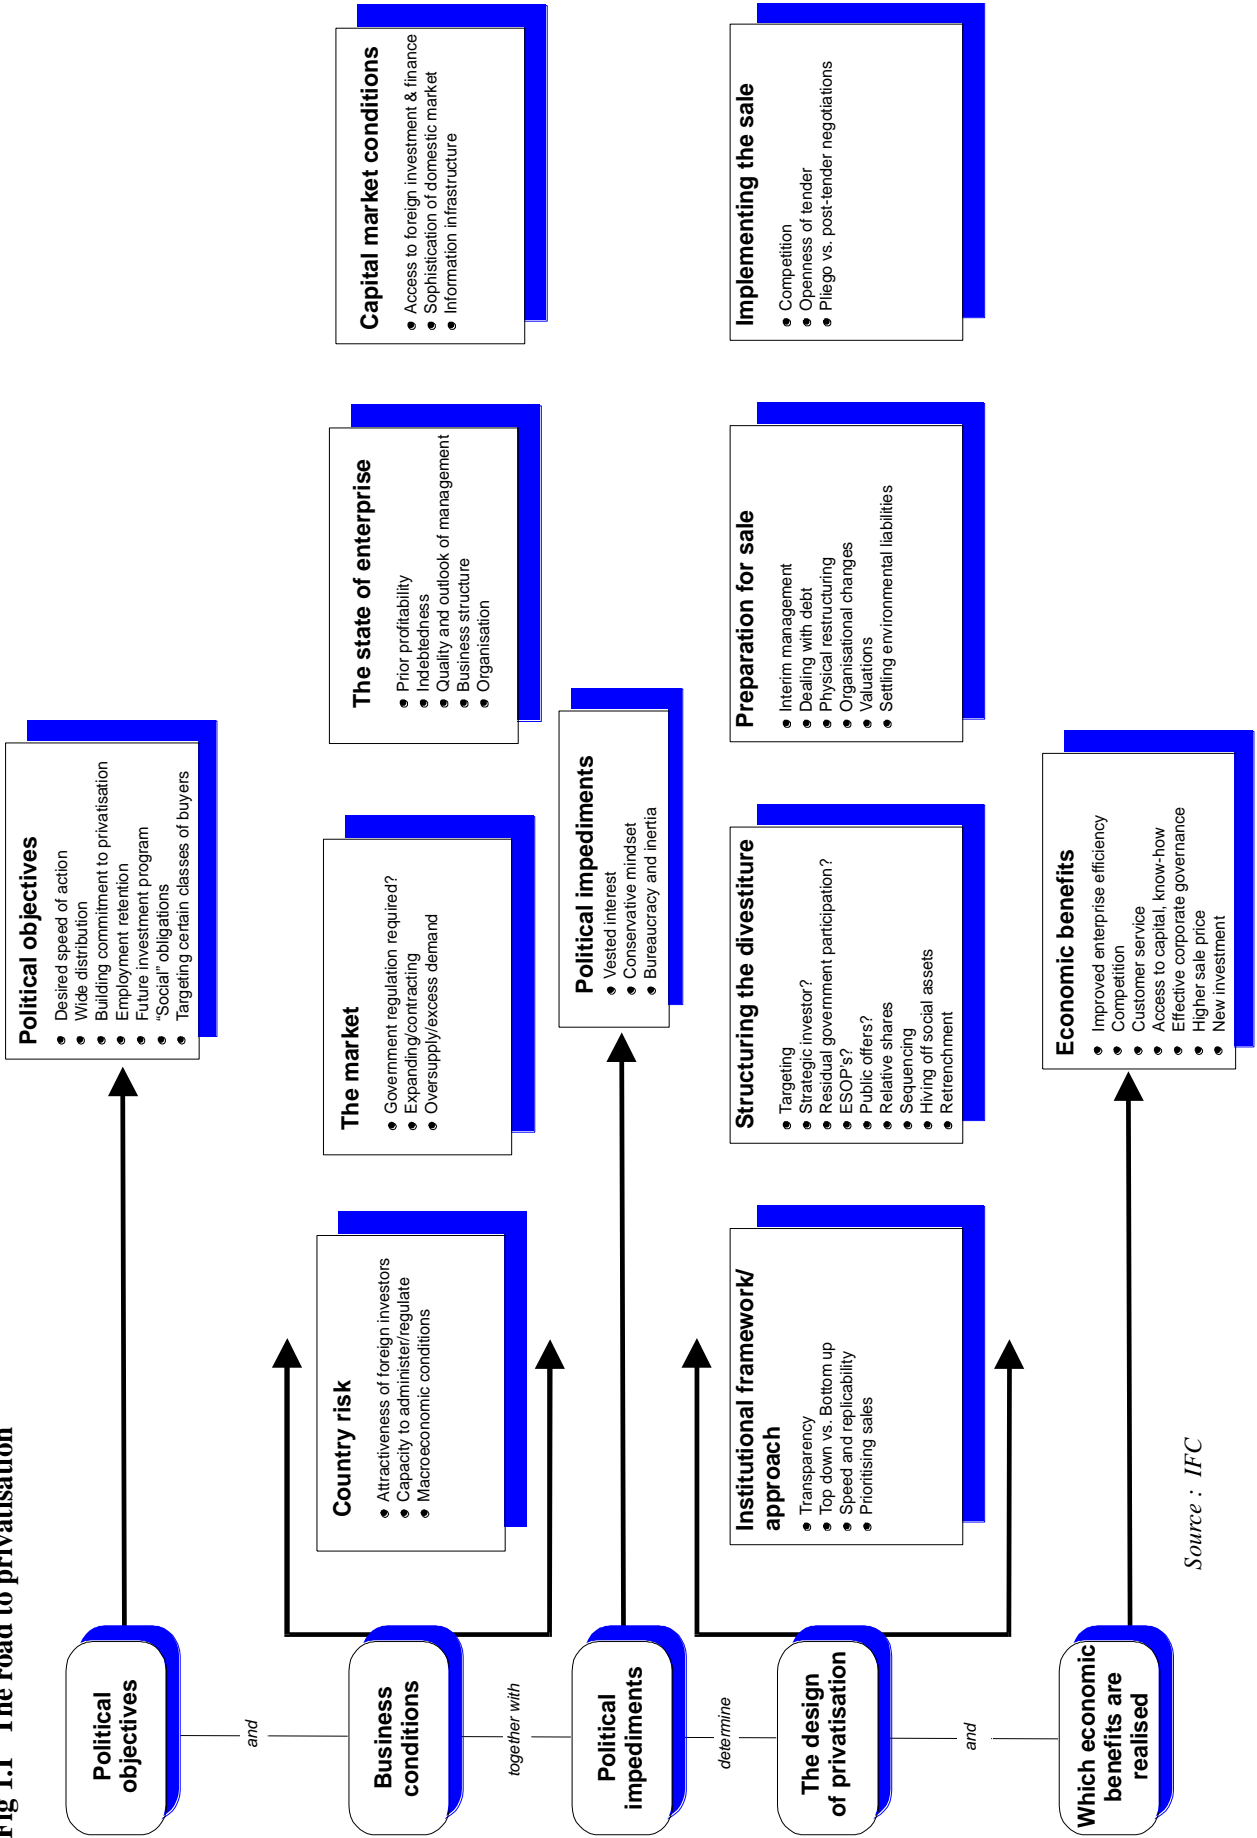 Fig 1.1 The road to privatisation
Political
objectives
Political objectives
Desired speed of action
Wide distribution
Building commitment to privatisation
Employment retention
Future investment program
“Social” obligations
Targeting certain classes of buyers
and
Business
conditions
Country risk
Attractiveness of foreign investors
Capacity to administer/regulate
Macroeconomic conditions
The market
Government regulation required?
Expanding/contracting
Oversupply/excess demand
The state of enterprise
Prior profitability
Indebtedness
Quality and outlook of management
Business structure
Organisation
Capital market conditions
Access to foreign investment & finance
Sophistication of domestic market
Information infrastructure
together with
Political
impediments
Political impediments
Vested interest
Conservative mindset
Bureaucracy and inertia
determine
The design
of privatisation
Institutional framework/
approach
Transparency
Top down vs. Bottom up
Speed and replicability
Prioritising sales
Structuring the divestiture
Targeting
Strategic investor?
Residual government participation?
ESOP's?
Public offers?
Relative shares
Sequencing
Hiving off social assets
Retrenchment
Preparation for sale
Interim management
Dealing with debt
Physical restructuring
Organisational changes
Valuations
Settling environmental liabilities
Implementing the sale
Competition
Openness of tender
Pliego vs. post-tender negotiations
and
Which economic
benefits are
realised
Economic benefits
Improved enterprise efficiency
Competition
Customer service
Access to capital, know-how
Effective corporate governance
Higher sale price
New investment
Source : IFC